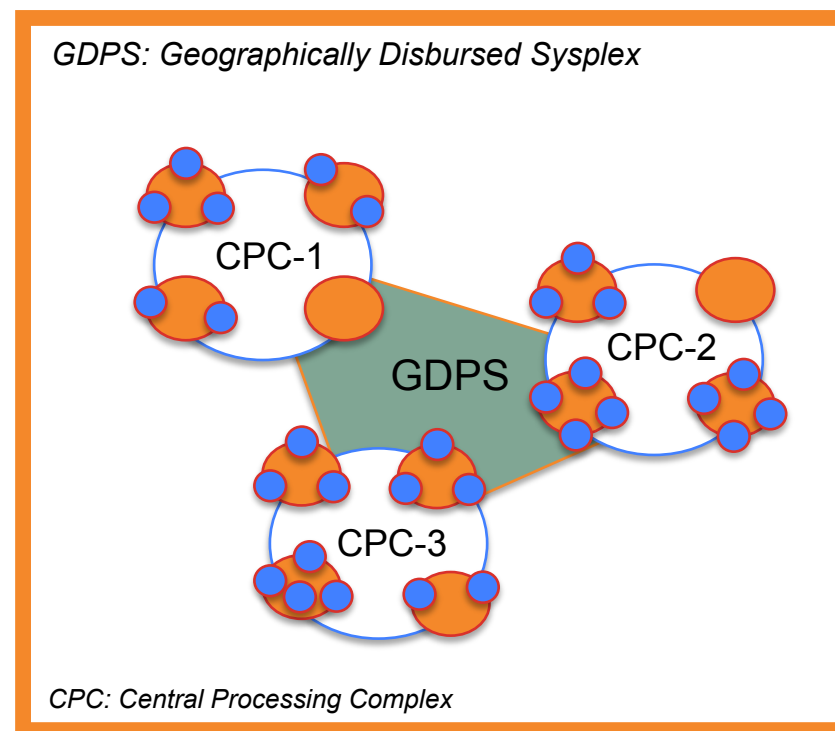 GDPS: Geographically Disbursed Sysplex
CPC-1
CPC-2
GDPS
CPC-3
CPC: Central Processing Complex